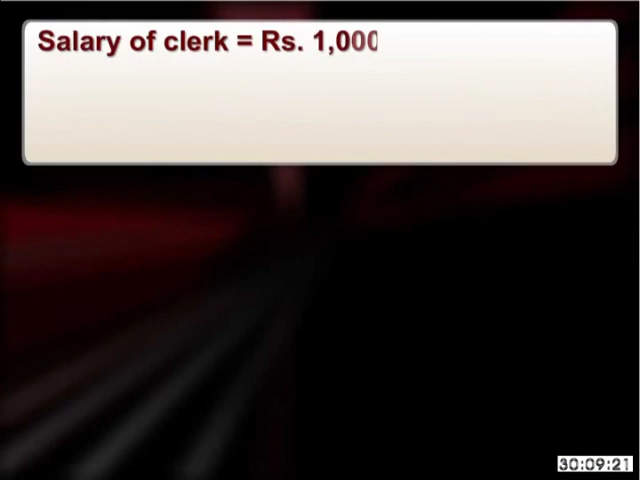 Salary of clerk = Rs. 1,000
30:09:21